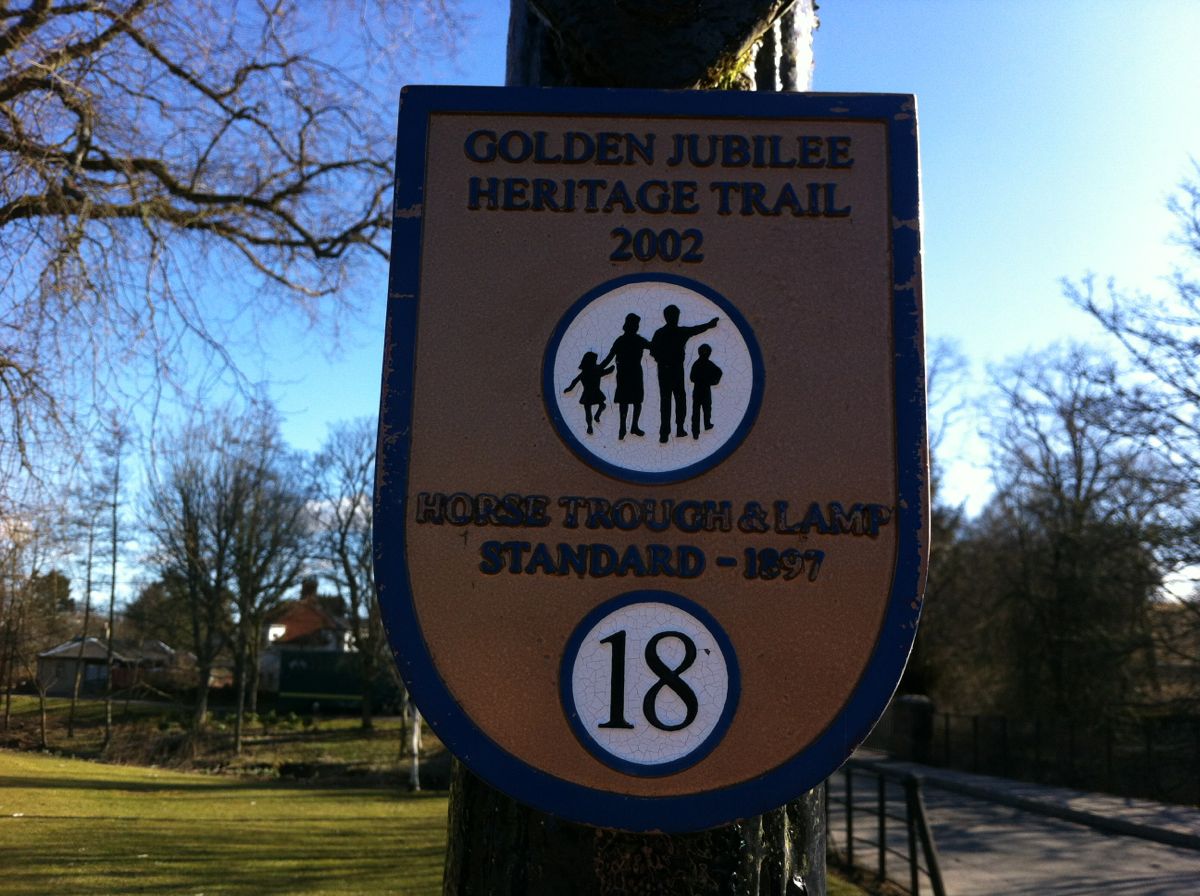 GOLDEN JUBILEE
HERITAGE TRAIL
2002
HORSE TROUGH & LAMP
STANDARD - 1897
18